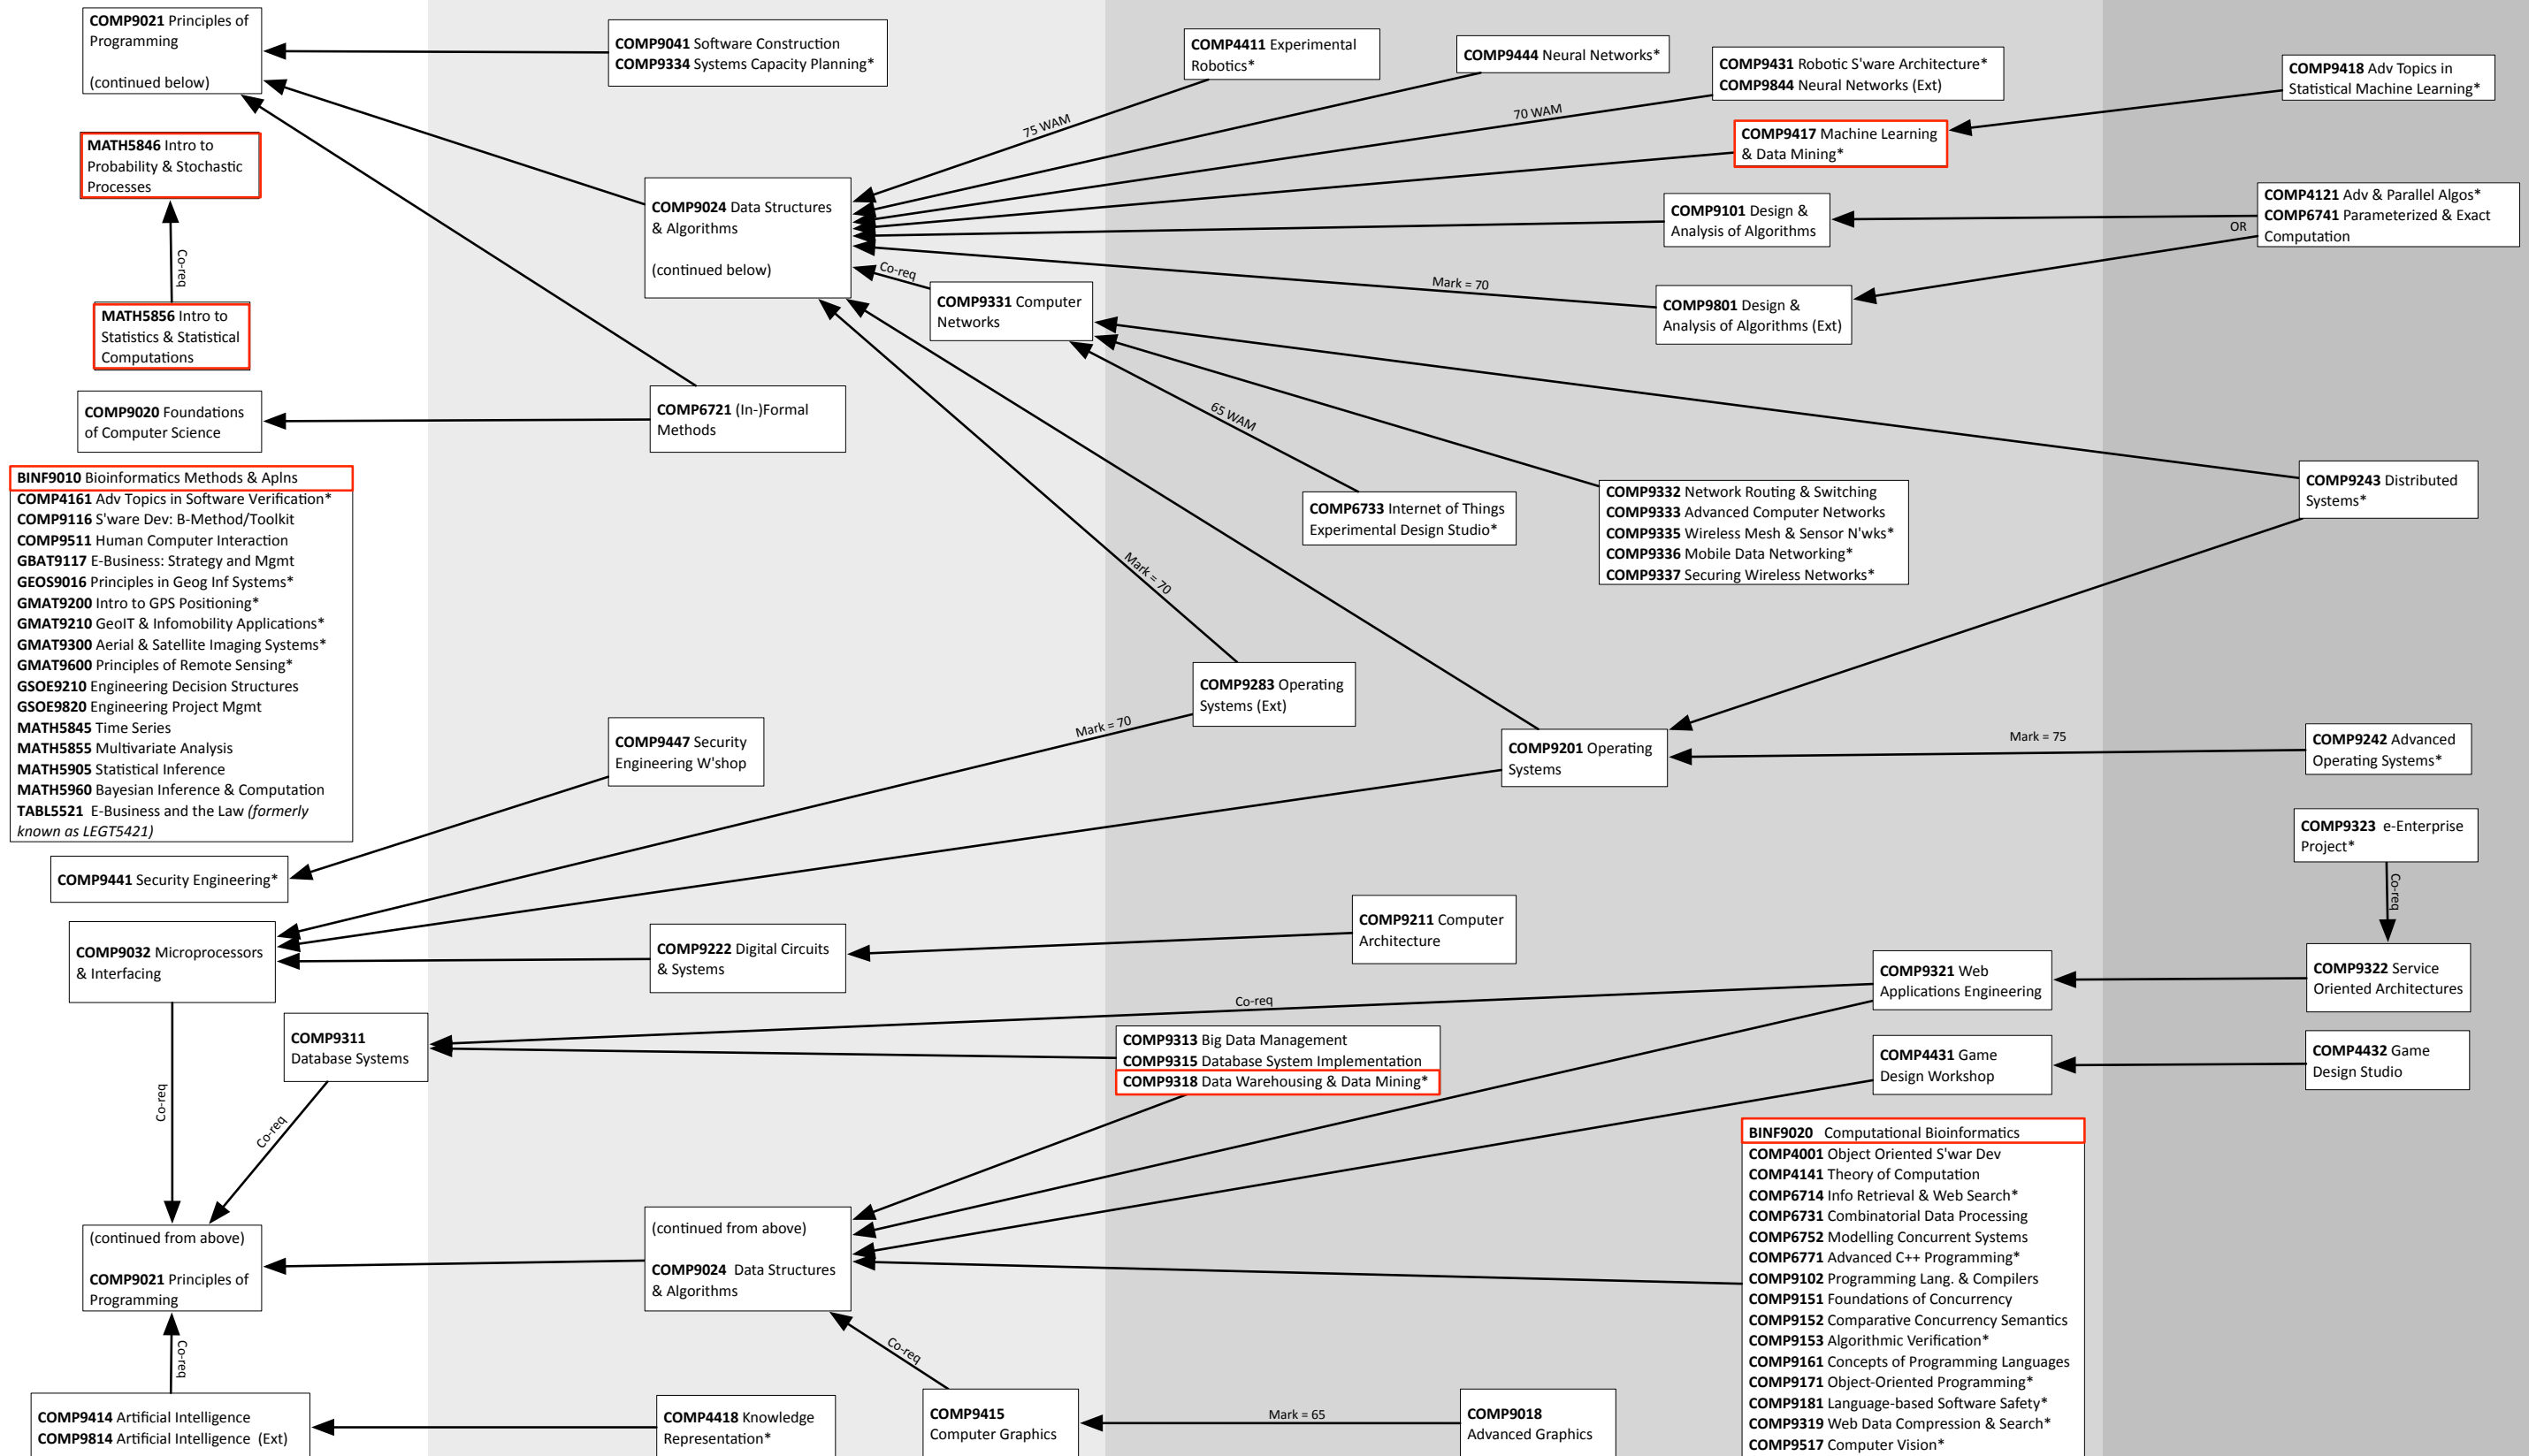 COMP9021 Principles of
Programming
(continued below)
COMP9041 Software Construction
COMP9334 Systems Capacity Planning*
COMP4411 Experimental
Robotics*
COMP9444 Neural Networks*
COMP9431 Robotic S'ware Architecture*
COMP9844 Neural Networks (Ext)
COMP9418 Adv Topics in
Statistical Machine Learning*
75 WAM
70 WAM
COMP9417 Machine Learning
& Data Mining*
MATH5846 Intro to
Probability & Stochastic
Processes
Co-req
MATH5856 Intro to
Statistics & Statistical
Computations
COMP9024 Data Structures
& Algorithms
(continued below)
COMP9101 Design &
Analysis of Algorithms
COMP4121 Adv & Parallel Algos*
COMP6741 Parameterized & Exact
Computation
OR
Co-req
COMP9331 Computer
Networks
Mark = 70
COMP9801 Design &
Analysis of Algorithms (Ext)
COMP9020 Foundations
of Computer Science
COMP6721 (In-)Formal
Methods
65 WAM
BINF9010 Bioinformatics Methods & Aplns
COMP4161 Adv Topics in Software Verification*
COMP9116 S'ware Dev: B-Method/Toolkit
COMP9511 Human Computer Interaction
GBAT9117 E-Business: Strategy and Mgmt
GEOS9016 Principles in Geog Inf Systems*
GMAT9200 Intro to GPS Positioning*
GMAT9210 GeoIT & Infomobility Applications*
GMAT9300 Aerial & Satellite Imaging Systems*
GMAT9600 Principles of Remote Sensing*
GSOE9210 Engineering Decision Structures
GSOE9820 Engineering Project Mgmt
MATH5845 Time Series
MATH5855 Multivariate Analysis
MATH5905 Statistical Inference
MATH5960 Bayesian Inference & Computation
TABL5521 E-Business and the Law (formerly
known as LEGT5421)
COMP6733 Internet of Things
Experimental Design Studio*
COMP9332 Network Routing & Switching
COMP9333 Advanced Computer Networks
COMP9335 Wireless Mesh & Sensor N'wks*
COMP9336 Mobile Data Networking*
COMP9337 Securing Wireless Networks*
COMP9243 Distributed
Systems*
Mark = 70
COMP9283 Operating
Systems (Ext)
Mark = 70
COMP9447 Security
Engineering W'shop
COMP9201 Operating
Systems
Mark = 75
COMP9242 Advanced
Operating Systems*
COMP9323 e-Enterprise
Project*
Co-req
COMP9441 Security Engineering*
COMP9032 Microprocessors
& Interfacing
COMP9222 Digital Circuits
& Systems
COMP9211 Computer
Architecture
COMP9321 Web
Applications Engineering
COMP9322 Service
Oriented Architectures
Co-req
COMP9311
Database Systems
COMP9313 Big Data Management
COMP9315 Database System Implementation
COMP9318 Data Warehousing & Data Mining*
COMP4431 Game
Design Workshop
COMP4432 Game
Design Studio
Co-req
Co-req
(continued from above)
COMP9021 Principles of
Programming
(continued from above)
COMP9024 Data Structures
& Algorithms
BINF9020 Computational Bioinformatics
COMP4001 Object Oriented S'war Dev
COMP4141 Theory of Computation
COMP6714 Info Retrieval & Web Search*
COMP6731 Combinatorial Data Processing
COMP6752 Modelling Concurrent Systems
COMP6771 Advanced C++ Programming*
COMP9102 Programming Lang. & Compilers
COMP9151 Foundations of Concurrency
COMP9152 Comparative Concurrency Semantics
COMP9153 Algorithmic Verification*
COMP9161 Concepts of Programming Languages
COMP9171 Object-Oriented Programming*
COMP9181 Language-based Software Safety*
COMP9319 Web Data Compression & Search*
COMP9517 Computer Vision*
Co-req
Co-req
COMP9414 Artificial Intelligence
COMP9814 Artificial Intelligence (Ext)
COMP4418 Knowledge
Representation*
COMP9415
Computer Graphics
Mark = 65
COMP9018
Advanced Graphics